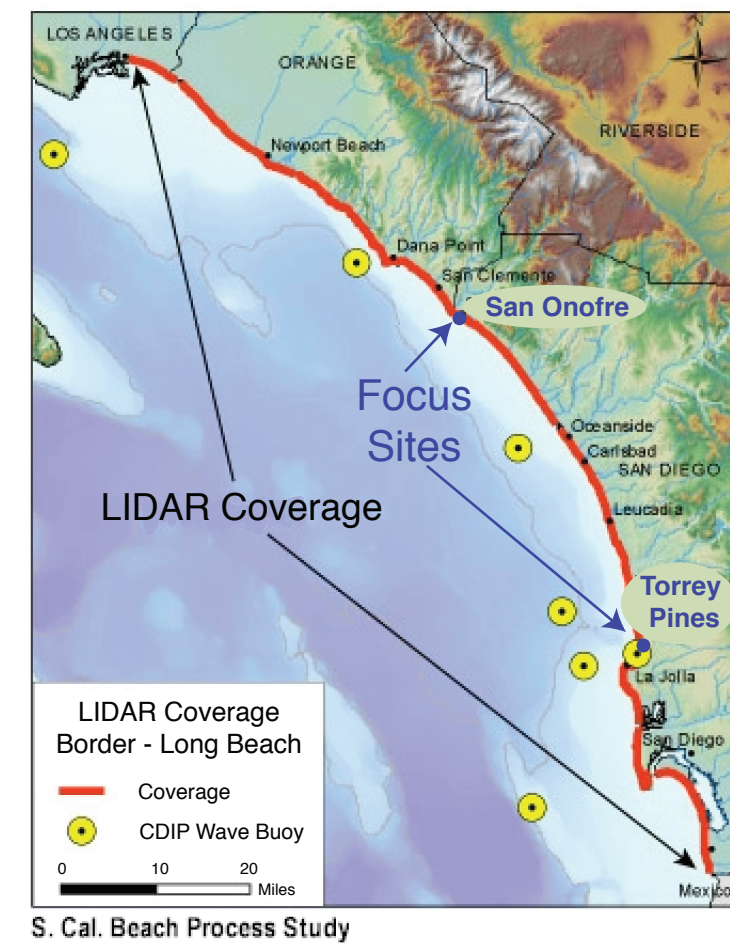 LOS ANGELES
ORANGE
N
RIVERSIDE
Newport Beach
Dana Point
San Clemente
San Onofre
Focus
Sites
Oceanside
Carlsbad
SAN DIEGO
LIDAR Coverage
Leucadia
Torrey
Pines
La Jolla
San Diego
LIDAR Coverage
Border - Long Beach
Coverage
CDIP Wave Buoy
0 10 20
Miles
Mexico
S. Cal. Beach Process Study